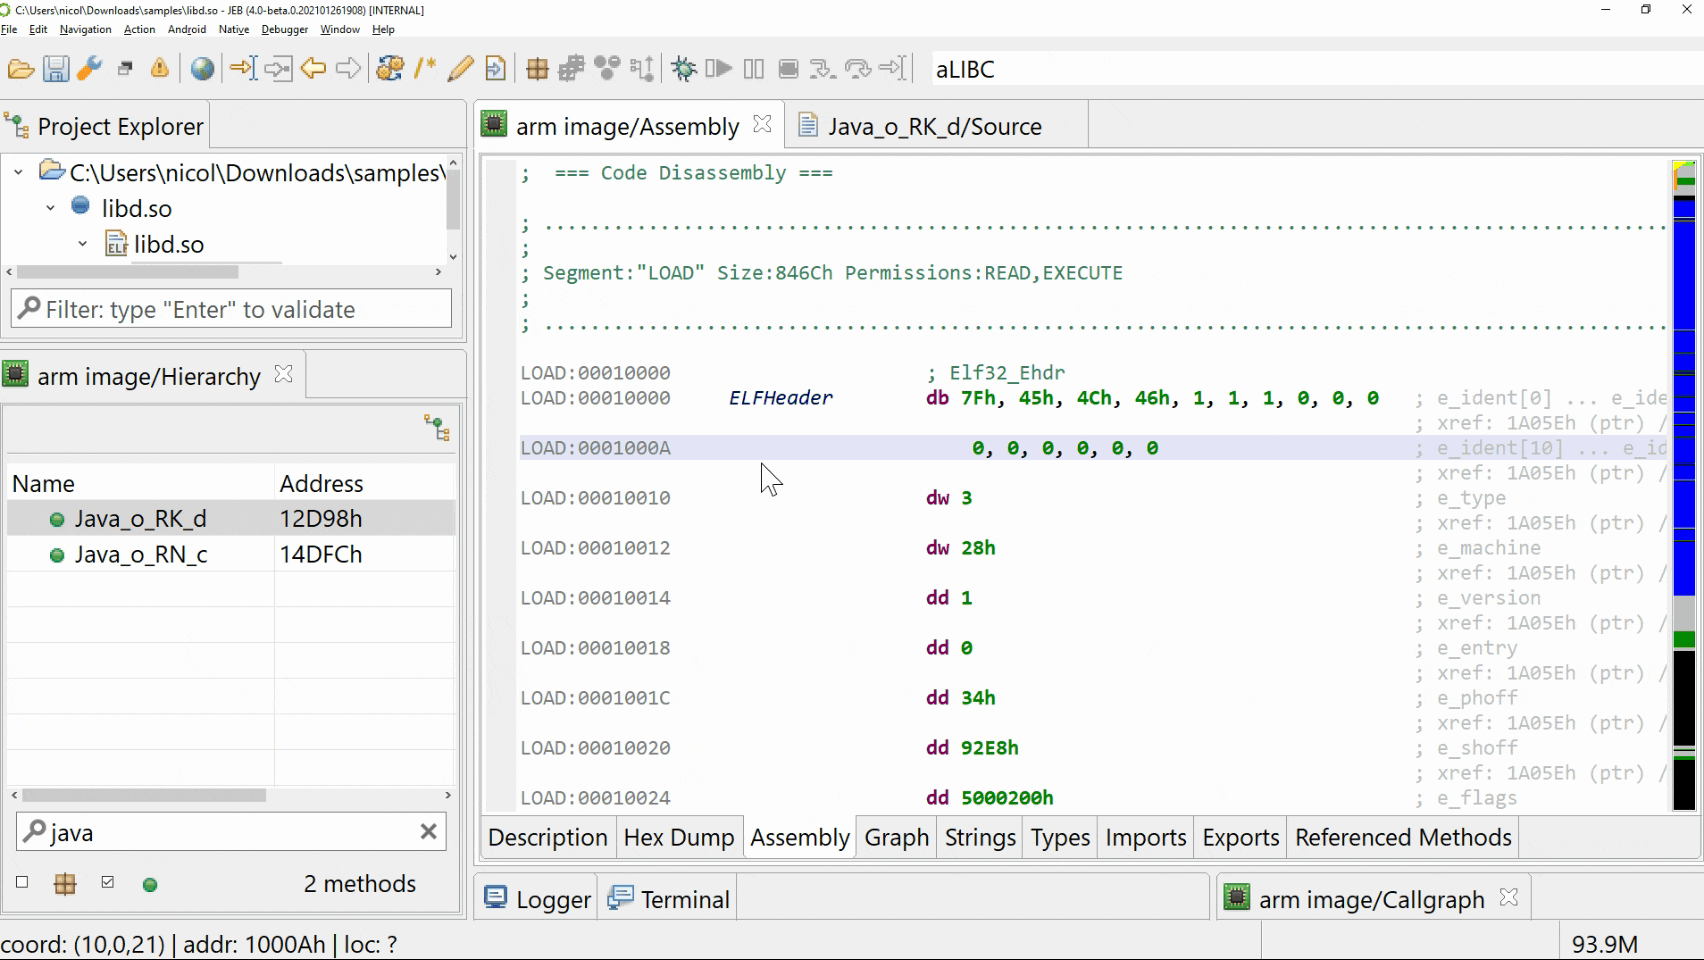 C:\Users\nicol\Downloads\samples\libd.so - JEB (4.0-beta.0.202101261908) [INTERNAL]
File Edit Navigation Action Android Native Debugger Window Help
aLIBC
Project Explorer
C:\Users\nicol\Downloads\samples\
libd.so
libd.so
Filter: type "Enter" to validate
arm image/Hierarchy
Name Address
Java_o_RK_d 12D98h
Java_o_RN_c 14DFCh
java
2 methods
arm image/Assembly Java_o_RK_d/Source
; === Code Disassembly ===
; ................................................................................
;
; Segment:"LOAD" Size:846Ch Permissions:READ,EXECUTE
;
; ................................................................................
LOAD:00010000 ; Elf32_Ehdr
LOAD:00010000 ELFHeader db 7Fh, 45h, 4Ch, 46h, 1, 1, 1, 0, 0, 0 ; e_ident[0] ... e_ide
; xref: 1A05Eh (ptr) /
LOAD:0001000A 0, 0, 0, 0, 0, 0 ; e_ident[10] ... e_id
; xref: 1A05Eh (ptr) /
LOAD:00010010 dw 3 ; e_type
; xref: 1A05Eh (ptr) /
LOAD:00010012 dw 28h ; e_machine
; xref: 1A05Eh (ptr) /
LOAD:00010014 dd 1 ; e_version
; xref: 1A05Eh (ptr) /
LOAD:00010018 dd 0 ; e_entry
; xref: 1A05Eh (ptr) /
LOAD:0001001C dd 34h ; e_phoff
; xref: 1A05Eh (ptr) /
LOAD:00010020 dd 92E8h ; e_shoff
; xref: 1A05Eh (ptr) /
LOAD:00010024 dd 5000200h ; e_flags
Description Hex Dump Assembly Graph Strings Types Imports Exports Referenced Methods
Logger Terminal arm image/Callgraph
coord: (10,0,21) | addr: 1000Ah | loc: ? 93.9M